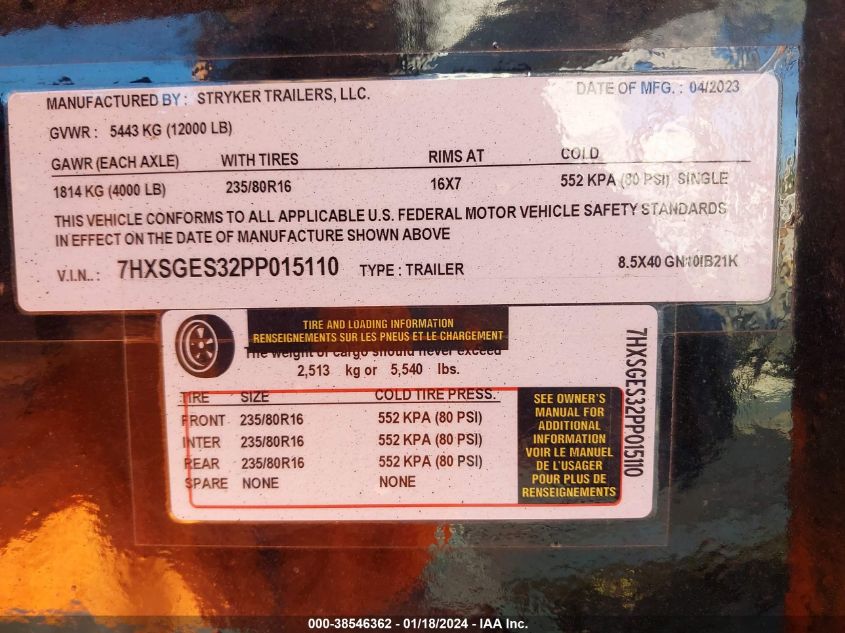 MANUFACTURED BY : STRYKER TRAILERS, LLC. DATE OF MFG. : 04/2023
GVWR : 5443 KG (12000 LB)
GAWR (EACH AXLE) WITH TIRES RIMS AT COLD
1814 KG (4000 LB) 235/80R16 16X7 552 KPA (80 PSI) SINGLE
THIS VEHICLE CONFORMS TO ALL APPLICABLE U.S. FEDERAL MOTOR VEHICLE SAFETY STANDARDS
IN EFFECT ON THE DATE OF MANUFACTURE SHOWN ABOVE
V.I.N.. : 7HXSGES32PP015110 TYPE : TRAILER 8.5X40 GN10IB21K
TIRE AND LOADING INFORMATION
RENSEIGNEMENTS SUR LES PNEUS ET LE CHARGEMENT
The weight of cargo should never exceed
2,513 kg or 5,540 lbs.
TIRE SIZE COLD TIRE PRESS.
FRONT 235/80R16 552 KPA (80 PSI)
INTER 235/80R16 552 KPA (80 PSI)
REAR 235/80R16 552 KPA (80 PSI)
SPARE NONE NONE
SEE OWNER'S
MANUAL FOR
ADDITIONAL
INFORMATION
VOIR LE MANUEL
DE L'USAGER
POUR PLUS DE
RENSEIGNEMENTS
7HXSGES32PP015110
000-38546362 - 01/18/2024 - IAA Inc.